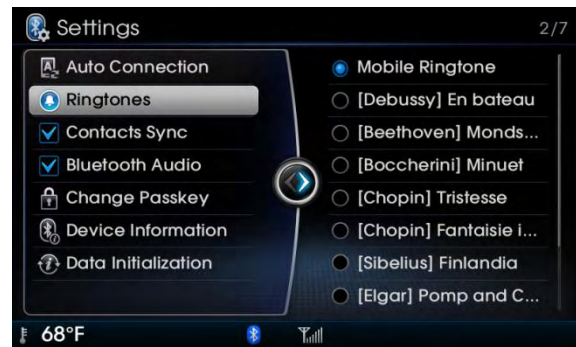 Settings
2/7
Auto Connection
Ringtones
Contacts Sync
Bluetooth Audio
Change Passkey
Device Information
Data Initialization
Mobile Ringtone
[Debussy] En bateau
[Beethoven] Monds...
[Boccherini] Minuet
[Chopin] Tristesse
[Chopin] Fantaisie i...
[Sibelius] Finlandia
[Elgar] Pomp and C...
68°F